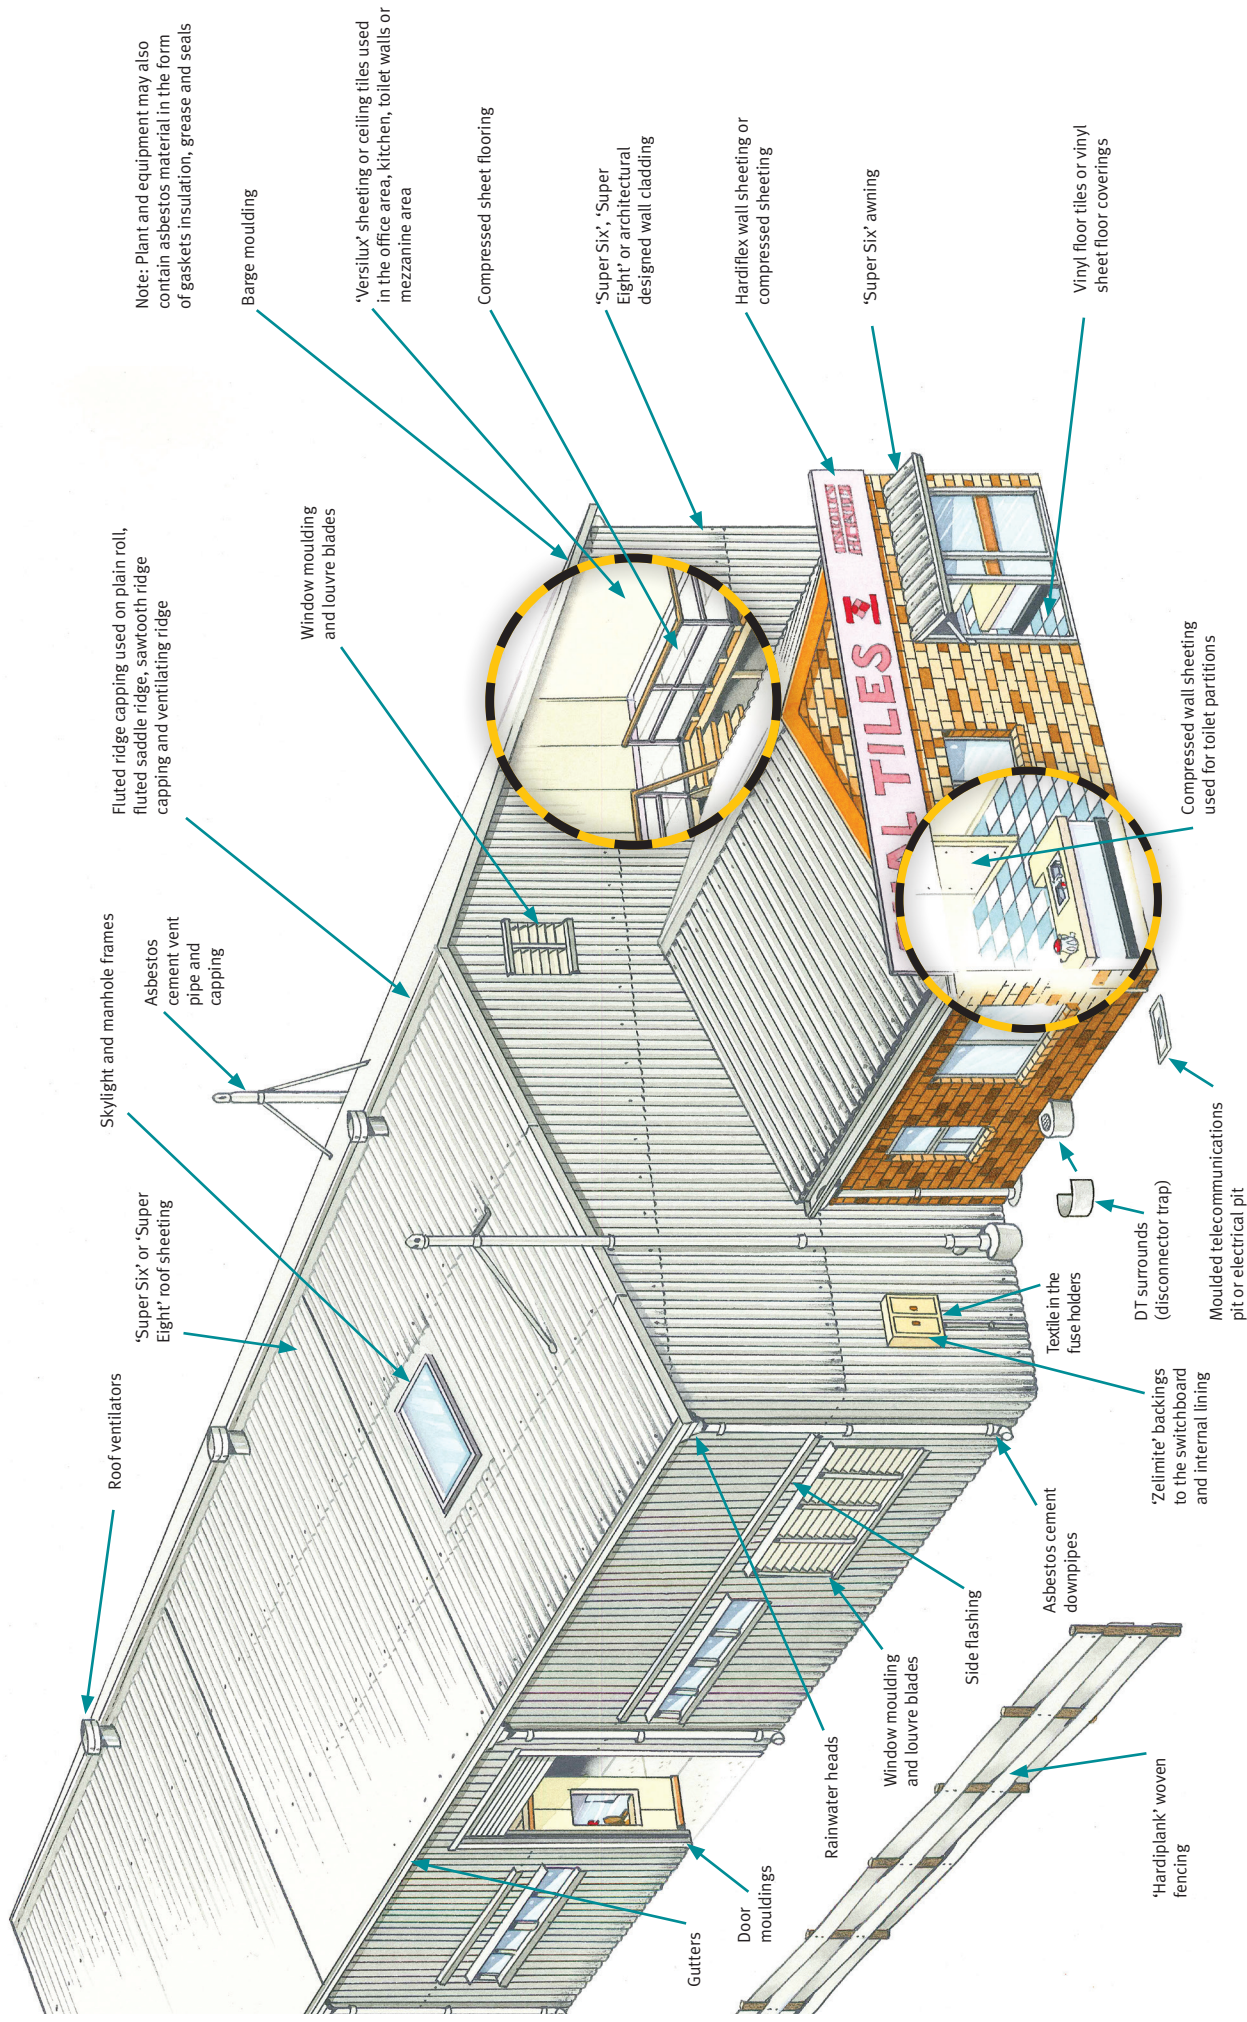 Roof ventilators
‘Super Six’ or ‘Super
Eight’ roof sheeting
Skylight and manhole frames
Asbestos
cement vent
pipe and
capping
Fluted ridge capping used on plain roll,
fluted saddle ridge, sawtooth ridge
capping and ventilating ridge
Note: Plant and equipment may also
contain asbestos material in the form
of gaskets insulation, grease and seals
Barge moulding
Window moulding
and louvre blades
‘Versilux’ sheeting or ceiling tiles used
in the office area, kitchen, toilet walls or
mezzanine area
Compressed sheet flooring
‘Super Six’, ‘Super
Eight’ or architectural
designed wall cladding
Hardiflex wall sheeting or
compressed sheeting
‘Super Six’ awning
Vinyl floor tiles or vinyl
sheet floor coverings
AL TILES
Gutters
Door
mouldings
Rainwater heads
Window moulding
and louvre blades
Side flashing
Asbestos cement
downpipes
Textile in the
fuse holders
‘Zelimite’ backings
to the switchboard
and internal lining
DT surrounds
(disconnector trap)
Moulded telecommunications
pit or electrical pit
Compressed wall sheeting
used for toilet partitions
‘Hardiplank’ woven
fencing